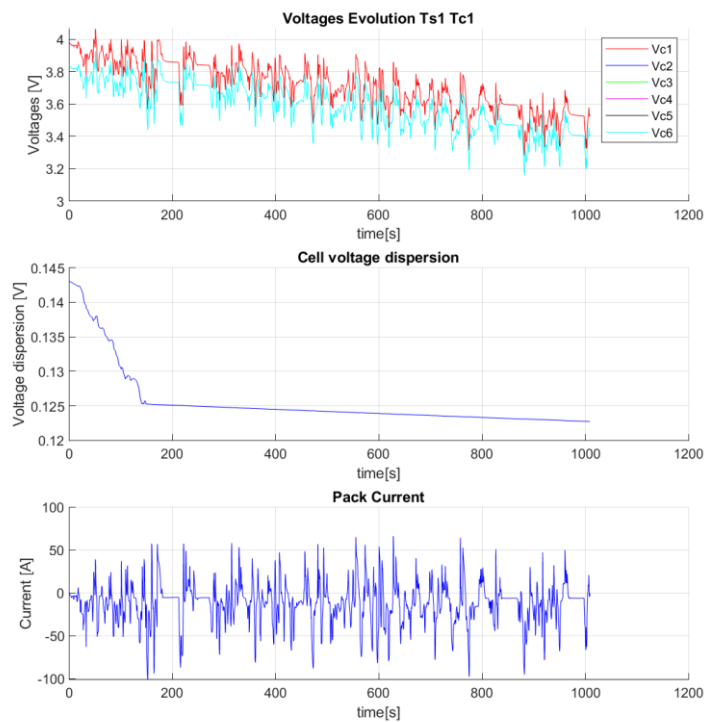 Voltages Evolution Ts1 Tc1
Voltages [V]
4
3.8
3.6
3.4
3.2
3
0 200 400 600 800 1000 1200
time[s]
Vc1
Vc2
Vc3
Vc4
Vc5
Vc6
Cell voltage dispersion
Voltage dispersion [V]
0.145
0.14
0.135
0.13
0.125
0.12
0 200 400 600 800 1000 1200
time[s]
Pack Current
Current [A]
100
50
0
-50
-100
0 200 400 600 800 1000 1200
time[s]